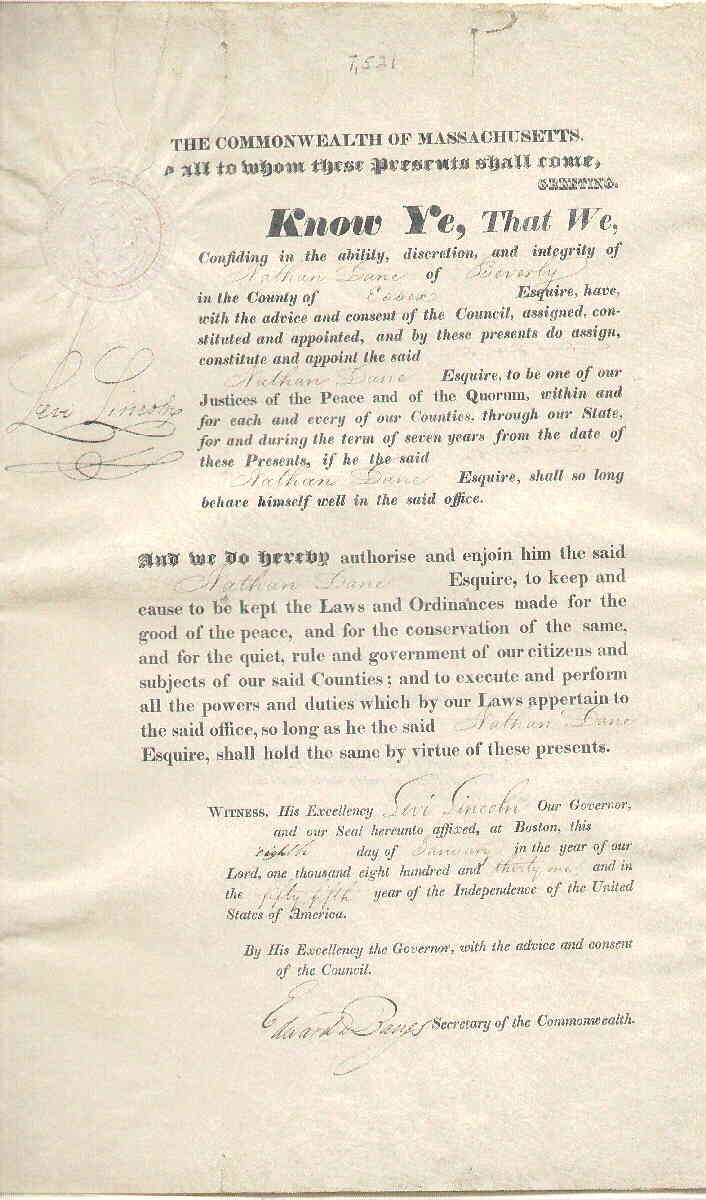 7,521
THE COMMONWEALTH OF MASSACHUSETTS.
o all to whom these Presents shall come,
GREETING.
Know Ye, That We,
Confiding in the ability, discretion, and integrity of
Nathan Dane of Beverly
in the County of Essex Esquire, have,
with the advice and consent of the Council, assigned, con-
stituted and appointed, and by these presents do assign,
constitute and appoint the said
Nathan Dane Esquire, to be one of our
Justices of the Peace and of the Quorum, within and
for each and every of our Counties, through our State,
for and during the term of seven years from the date of
these Presents, if he the said
Nathan Dane Esquire, shall so long
behave himself well in the said office.
Levi Lincoln
And we do hereby authorise and enjoin him the said
Nathan Dane Esquire, to keep and
cause to be kept the Laws and Ordinances made for the
good of the peace, and for the conservation of the same,
and for the quiet, rule and government of our citizens and
subjects of our said Counties; and to execute and perform
all the powers and duties which by our Laws appertain to
the said office, so long as he the said Nathan Dane
Esquire, shall hold the same by virtue of these presents.
WITNESS, His Excellency Levi Lincoln Our Governor,
and our Seal hereunto affixed, at Boston, this
eighth day of January in the year of our
Lord, one thousand eight hundred and thirty one and in
the fifty fifth year of the Independence of the United
States of America.
By His Excellency the Governor, with the advice and consent
of the Council.
Edward D Bangs Secretary of the Commonwealth.